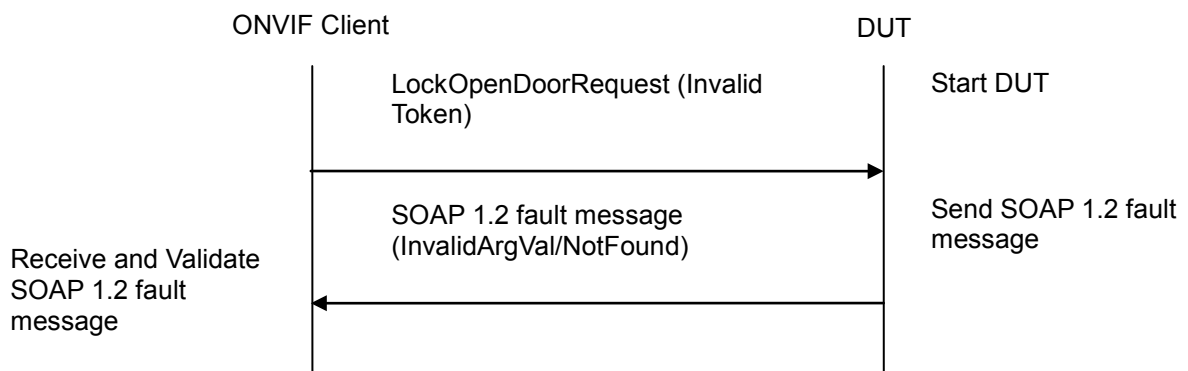 ONVIF Client
DUT
LockOpenDoorRequest (Invalid
Token)
Start DUT
SOAP 1.2 fault message
(InvalidArgVal/NotFound)
Send SOAP 1.2 fault
message
Receive and Validate
SOAP 1.2 fault
message